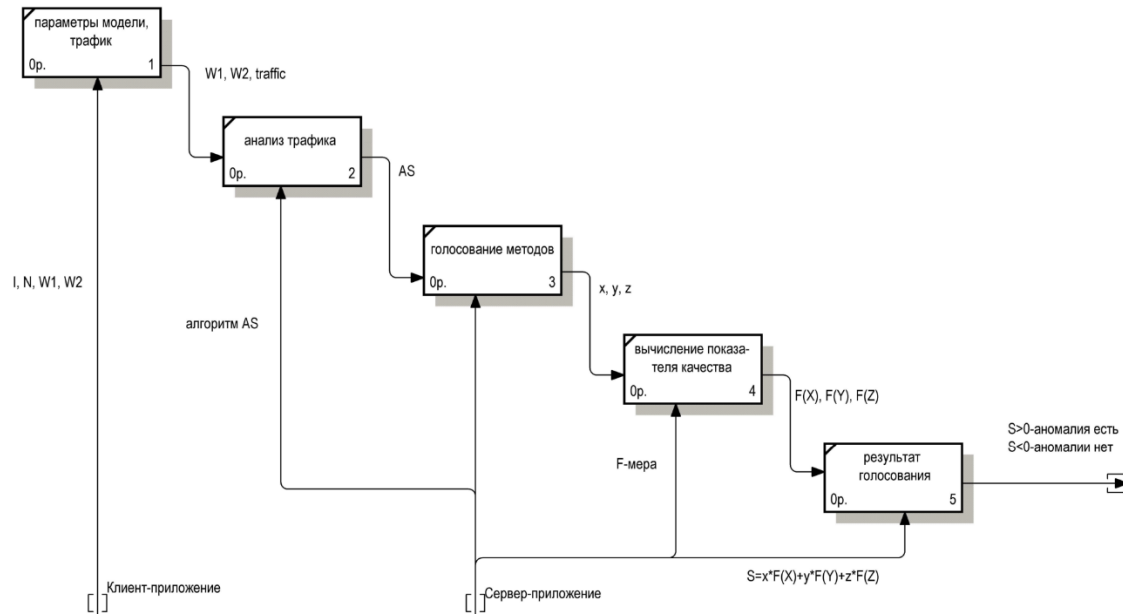 параметры модели,
трафик
0р. 1
W1, W2, traffic
анализ трафика
0р. 2
AS
голосование методов
0р. 3
I, N, W1, W2
x, y, z
алгоритм AS
вычисление показа-
теля качества
0р. 4
F(X), F(Y), F(Z)
S>0-аномалия есть
S<0-аномалии нет
F-мера
результат
голосования
0р. 5
S=x*F(X)+y*F(Y)+z*F(Z)
Клиент-приложение
Сервер-приложение